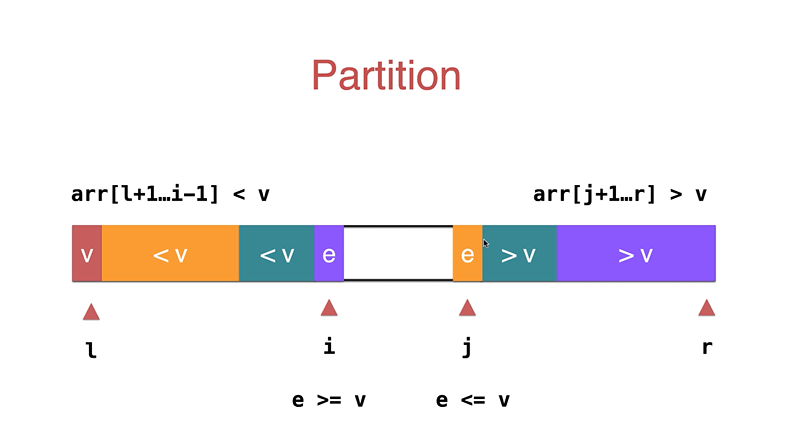 Partition
arr[l+1…i-1] < v arr[j+1…r] > v
v < v < v e e > v > v
l i j r
e >= v e <= v